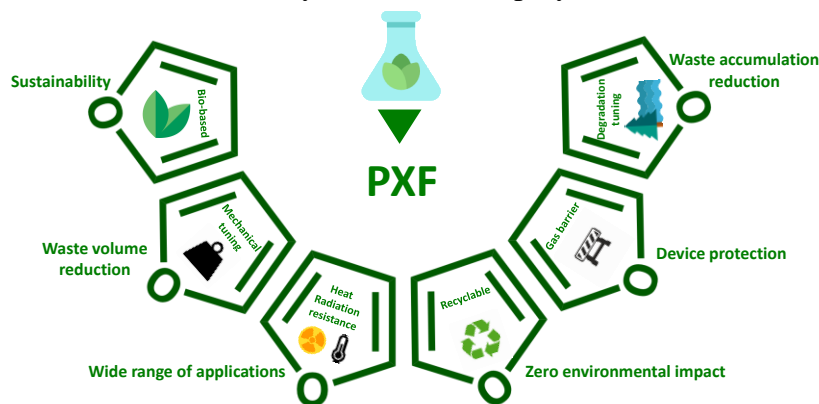 Sustainability
Bio-based
PXF
Waste accumulation
reduction
Degradation
tuning
Waste volume
reduction
Mechanical
tuning
Gas barrier
Device protection
Heat
Radiation
resistance
Wide range of applications
Recyclable
Zero environmental impact
O
O
O
O
O
O